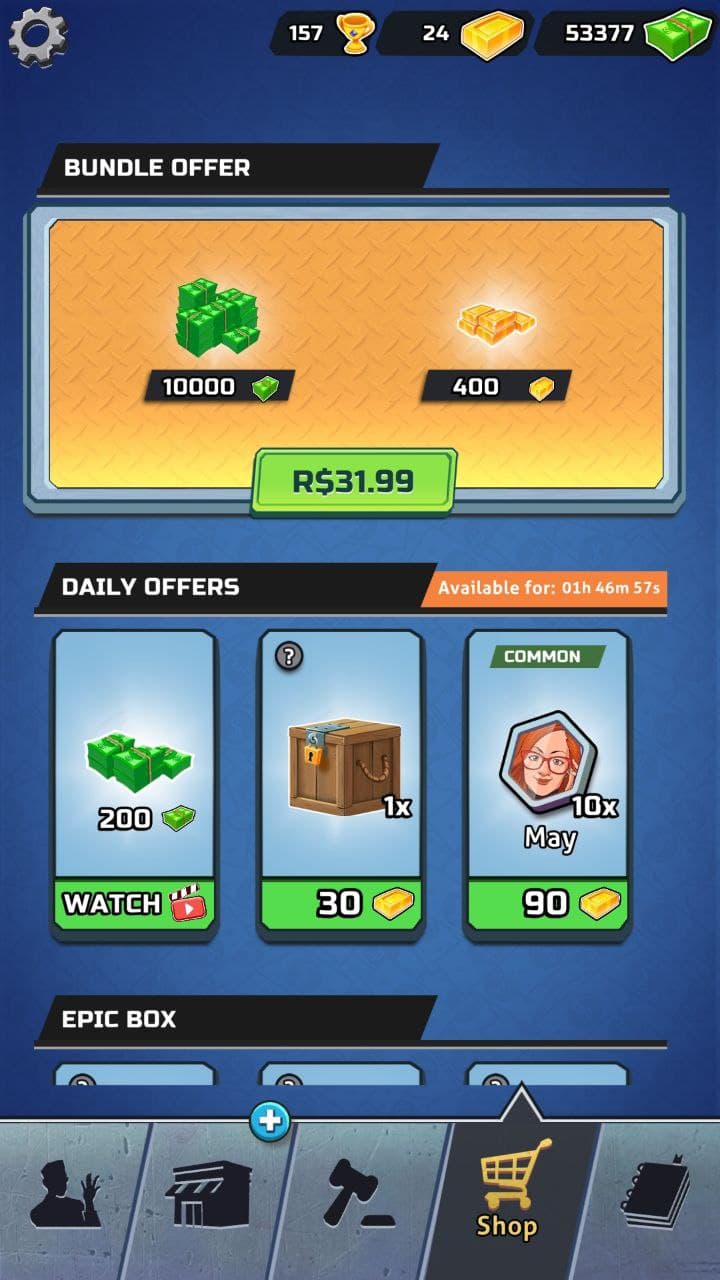 157
24
53377
BUNDLE OFFER
10000
400
R$31.99
DAILY OFFERS
Available for: 01h 46m 57s
?
COMMON
1x
10x
200
May
WATCH
30
90
EPIC BOX
Shop